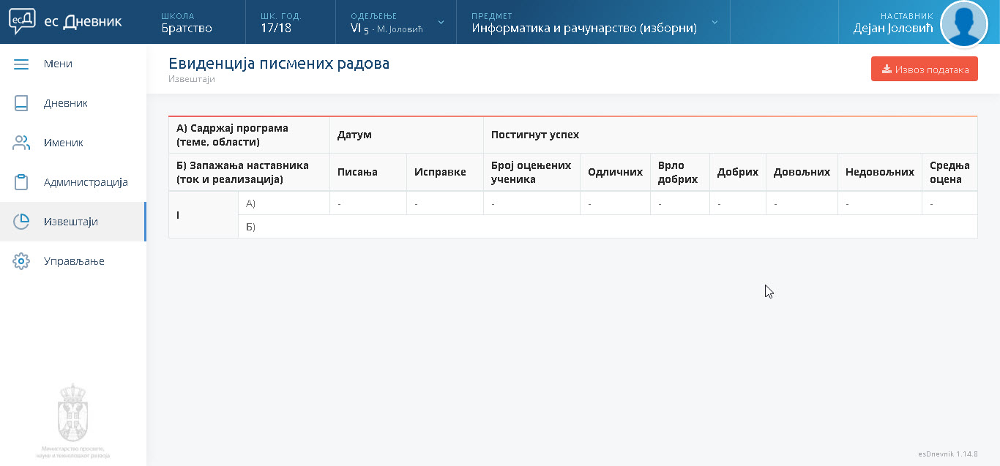 есД ес Дневник
ШКОЛА
Братство
ШК. ГОД.
17/18
ОДЕЉЕЊЕ
VI 5 - М. Јоловић
ПРЕДМЕТ
Информатика и рачунарство (изборни)
НАСТАВНИК
Дејан Јоловић
Мени
Дневник
Именик
Администрација
Извештаји
Управљање
Евиденција писмених радова
Извештаји
Извоз података
А) Садржај програма
(теме, области)
Датум
Постигнут успех
Б) Запажања наставника
(ток и реализација)
Писања
Исправке
Број оцењених
ученика
Одличних
Врло
добрих
Добрих
Довољних
Недовољних
Средња
оцена
I
А)
- - - - - - - - -
Б)
Министарство просвете,
науке и технолошког развоја
esDnevnik 1.14.8